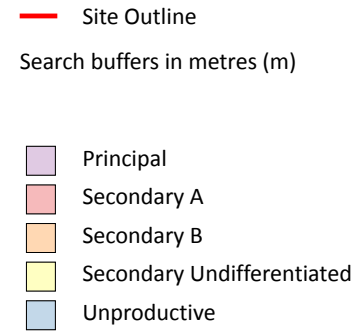 Site Outline
Search buffers in metres (m)
Principal
Secondary A
Secondary B
Secondary Undifferentiated
Unproductive